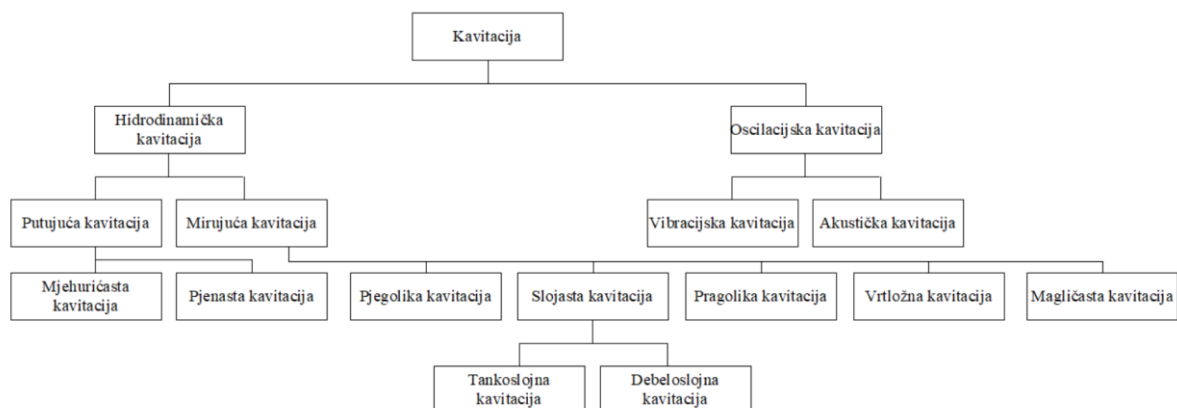 Kavitacija
Hidrodinamička
kavitacija
Oscilacijska kavitacija
Putujuća kavitacija
Mirujuća kavitacija
Vibracijska kavitacija
Akustička kavitacija
Mjehurićasta
kavitacija
Pjenasta kavitacija
Pjegolika kavitacija
Slojasta kavitacija
Pragolika kavitacija
Vrtložna kavitacija
Magličasta kavitacija
Tankoslojna
kavitacija
Debeloslojna
kavitacija